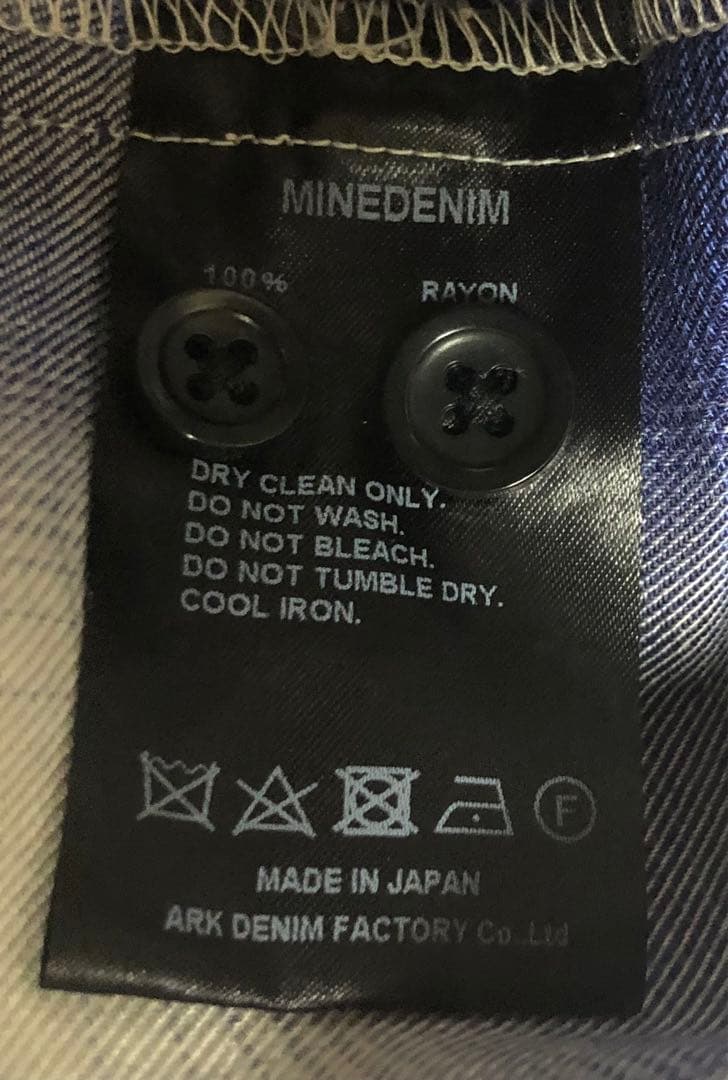 MINEDENIM
100% RAYON
DRY CLEAN ONLY.
DO NOT WASH.
DO NOT BLEACH.
DO NOT TUMBLE DRY.
COOL IRON.
F
MADE IN JAPAN
ARK DENIM FACTORY Co.,Ltd